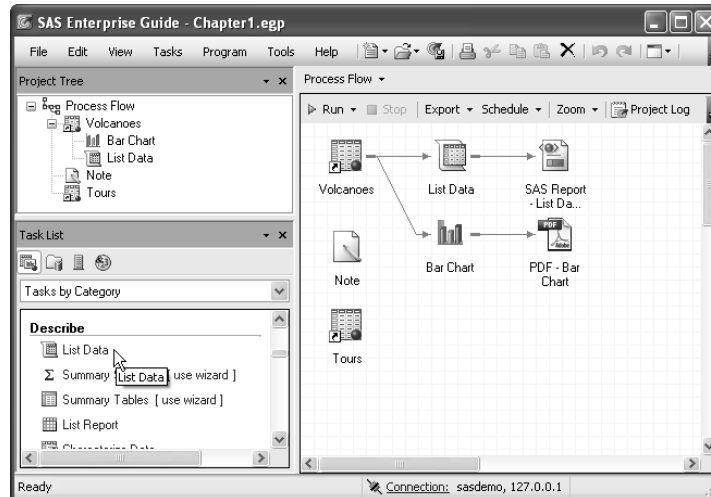 SAS Enterprise Guide - Chapter1.egp
File Edit View Tasks Program Tools Help
Project Tree
Process Flow
Volcanoes
Bar Chart
List Data
Note
Tours
Task List
Tasks by Category
Describe
List Data
Summary List Data use wizard ]
Summary Tables [ use wizard ]
List Report
Process Flow
Run Stop Export Schedule Zoom Project Log
Volcanoes List Data SAS Report
- List Da...
Note Bar Chart PDF - Bar
Chart
PDF
Adobe
Tours
Ready Connection: sasdemo, 127.0.0.1